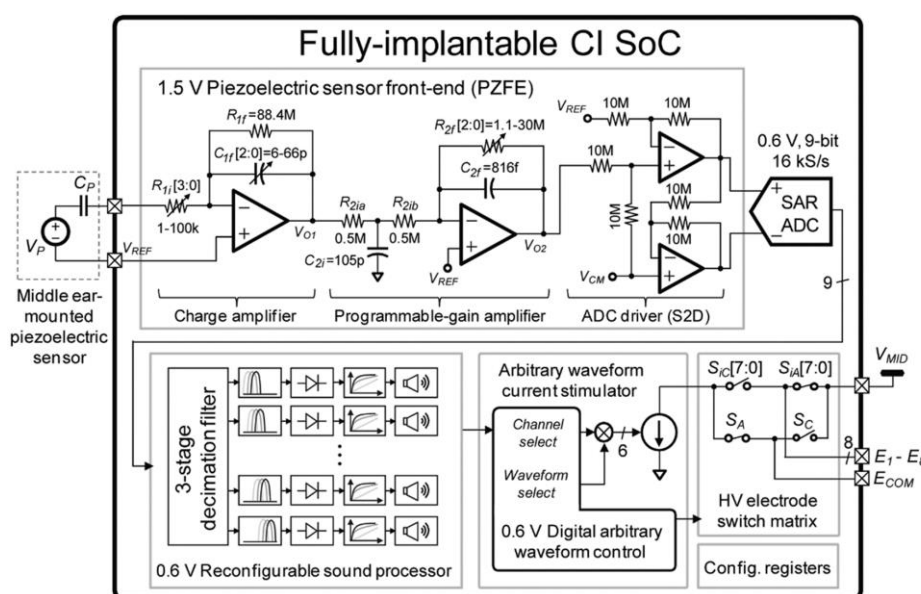 Fully-implantable CI SoC
1.5 V Piezoelectric sensor front-end (PZFE)
R1f=88.4M
C1f[2:0]=6-66p
CP
R1i[3:0]
1-100k
VP
VREF
VO1
Middle ear-
mounted
piezoelectric
sensor
R2f[2:0]=1.1-30M
C2f=816f
R2ia
R2ib
0.5M
0.5M
C2i=105p
VREF
VO2
VREF
10M
10M
10M
10M
10M
10M
VCM
0.6 V, 9-bit
16 kS/s
+
SAR
ADC
−
9
Charge amplifier
Programmable-gain amplifier
ADC driver (S2D)
3-stage
decimation filter
0.6 V Reconfigurable sound processor
Arbitrary waveform
current stimulator
Channel
select
Waveform
select
6
0.6 V Digital arbitrary
waveform control
SiC[7:0]
SiA[7:0]
SA
SC
VMID
8
E1 - E
ECOM
HV electrode
switch matrix
Config. registers